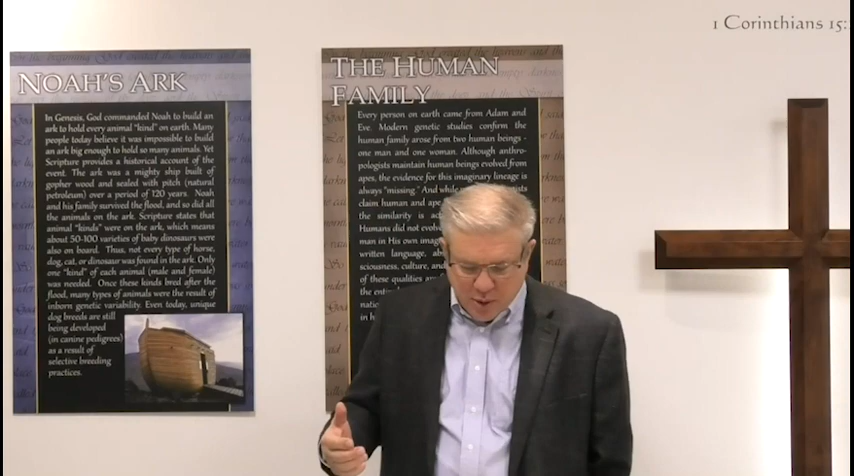 1 Corinthians 15:
NOAH'S ARK
In Genesis, God commanded Noah to build an
ark to hold every animal "kind" on earth. Many
people today believe it was impossible to build
an ark big enough to hold so many animals. Yet
Scripture provides a historical account of the
event. The ark was a mighty ship built of
gopher wood and sealed with pitch (natural
petroleum) over a period of 120 years. Noah
and his family survived the flood, and so did all
the animals on the ark. Scripture states that
animal "kinds" were on the ark, which means
about 50-100 varieties of baby dinosaurs were
also on board. Thus, not every type of horse,
dog, cat, or dinosaur was found in the ark. Only
one "kind" of each animal (male and female)
was needed. Once these kinds bred after the
flood, many types of animals were the result of
inborn genetic variability. Even today, unique
dog breeds are still
being developed
(in canine pedigrees)
as a result of
selective breeding
practices.
THE HUMAN
FAMILY
Every person on earth came from Adam and
Eve. Modern genetic studies confirm the
human family arose from two human beings -
one man and one woman. Although anthro-
pologists maintain human beings evolved from
apes, the evidence for this imaginary lineage is
always "missing." And while
claim human and ape
the similarity is
Humans did not
man in His own
written language,
sciousness, culture, and
of these qualities
the
in